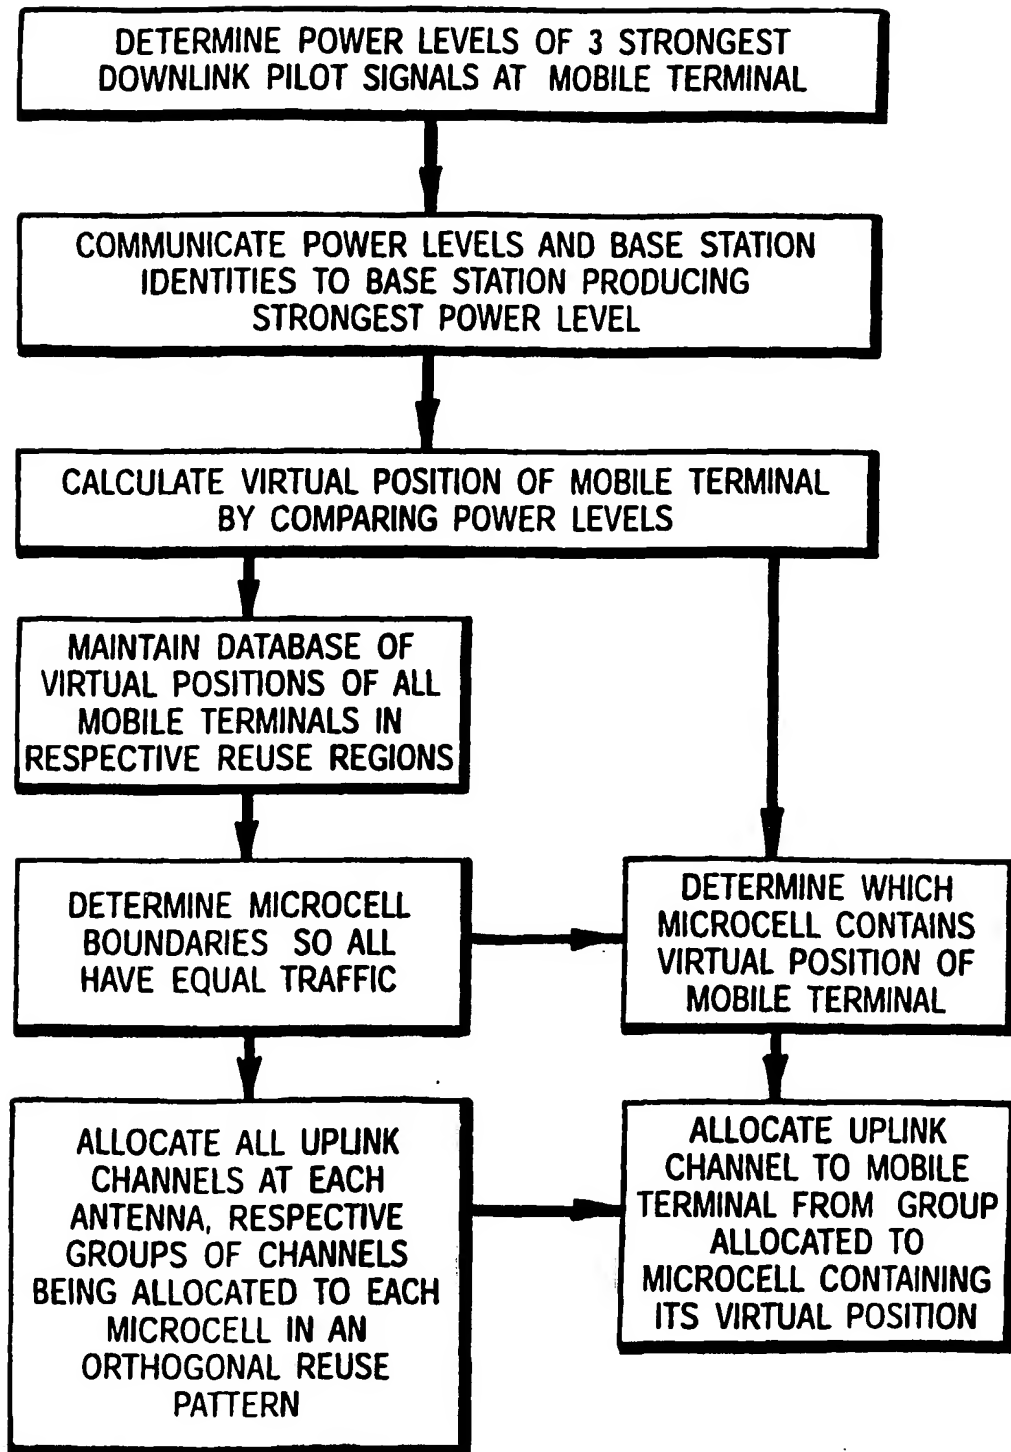 DETERMINE POWER LEVELS OF 3 STRONGEST
DOWNLINK PILOT SIGNALS AT MOBILE TERMINAL
COMMUNICATE POWER LEVELS AND BASE STATION
IDENTITIES TO BASE STATION PRODUCING
STRONGEST POWER LEVEL
CALCULATE VIRTUAL POSITION OF MOBILE TERMINAL
BY COMPARING POWER LEVELS
MAINTAIN DATABASE OF
VIRTUAL POSITIONS OF ALL
MOBILE TERMINALS IN
RESPECTIVE REUSE REGIONS
DETERMINE MICROCELL
BOUNDARIES SO ALL
HAVE EQUAL TRAFFIC
DETERMINE WHICH
MICROCELL CONTAINS
VIRTUAL POSITION OF
MOBILE TERMINAL
ALLOCATE ALL UPLINK
CHANNELS AT EACH
ANTENNA, RESPECTIVE
GROUPS OF CHANNELS
BEING ALLOCATED TO EACH
MICROCELL IN AN
ORTHOGONAL REUSE
PATTERN
ALLOCATE UPLINK
CHANNEL TO MOBILE
TERMINAL FROM GROUP
ALLOCATED TO
MICROCELL CONTAINING
ITS VIRTUAL POSITION